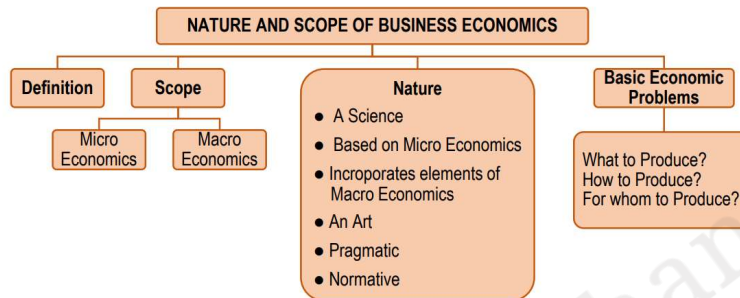 NATURE AND SCOPE OF BUSINESS ECONOMICS
Definition
Scope
Micro
Economics
Macro
Economics
Nature
● A Science
● Based on Micro Economics
● Incroporates elements of
Macro Economics
● An Art
● Pragmatic
● Normative
Basic Economic
Problems
What to Produce?
How to Produce?
For whom to Produce?